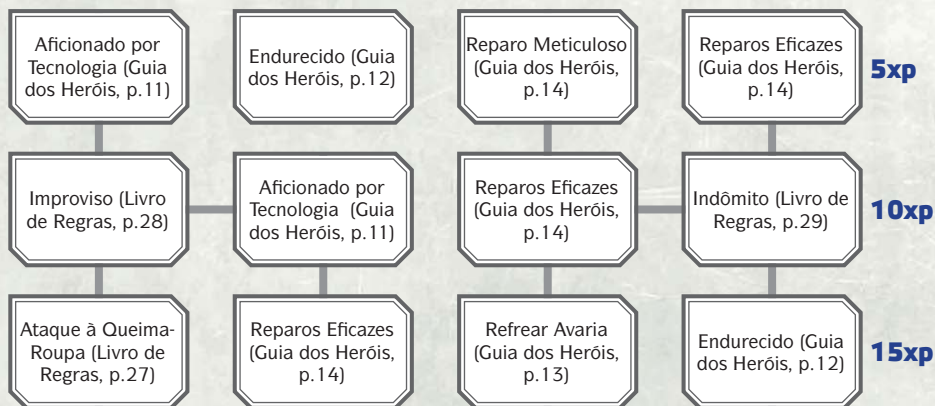 Aficionado por
Tecnologia (Guia
dos Heróis, p.11)
Endurecido (Guia
dos Heróis, p.12)
Reparo Meticuloso
(Guia dos Heróis,
p.14)
Reparos Eficazes
(Guia dos Heróis,
p.14)
5xp
Improviso (Livro
de Regras, p.28)
Aficionado por
Tecnologia (Guia
dos Heróis, p.11)
Reparos Eficazes
(Guia dos Heróis,
p.14)
Indômito (Livro de
Regras, p.29)
10xp
Ataque à Queima-
Roupa (Livro de
Regras, p.27)
Reparos Eficazes
(Guia dos Heróis,
p.14)
Refrear Avaria
(Guia dos Heróis,
p.13)
Endurecido (Guia
dos Heróis, p.12)
15xp